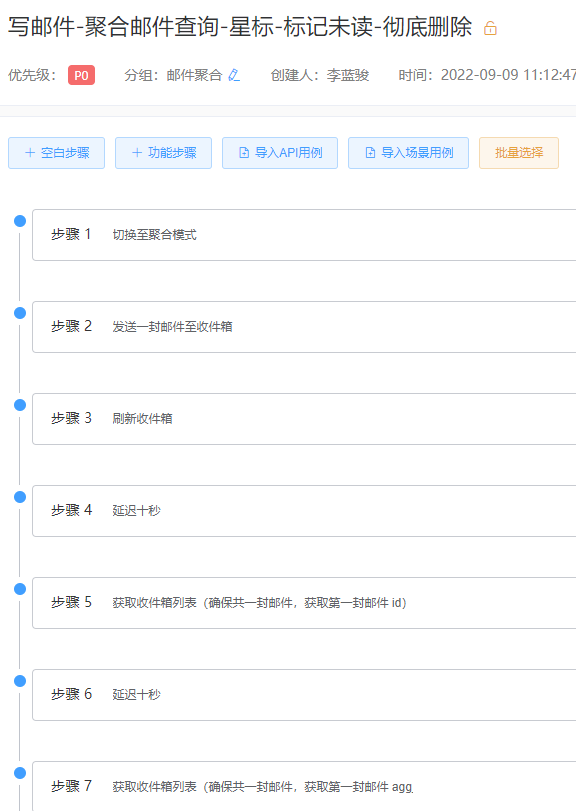 写邮件-聚合邮件查询-星标-标记未读-彻底删除
优先级： P0 分组：邮件聚合 创建人：李蓝骏 时间：2022-09-09 11:12:47
空白步骤 功能步骤 导入API用例 导入场景用例 批量选择
步骤 1 切换至聚合模式
步骤 2 发送一封邮件至收件箱
步骤 3 刷新收件箱
步骤 4 延迟十秒
步骤 5 获取收件箱列表（确保共一封邮件，获取第一封邮件 id）
步骤 6 延迟十秒
步骤 7 获取收件箱列表（确保共一封邮件，获取第一封邮件 agg